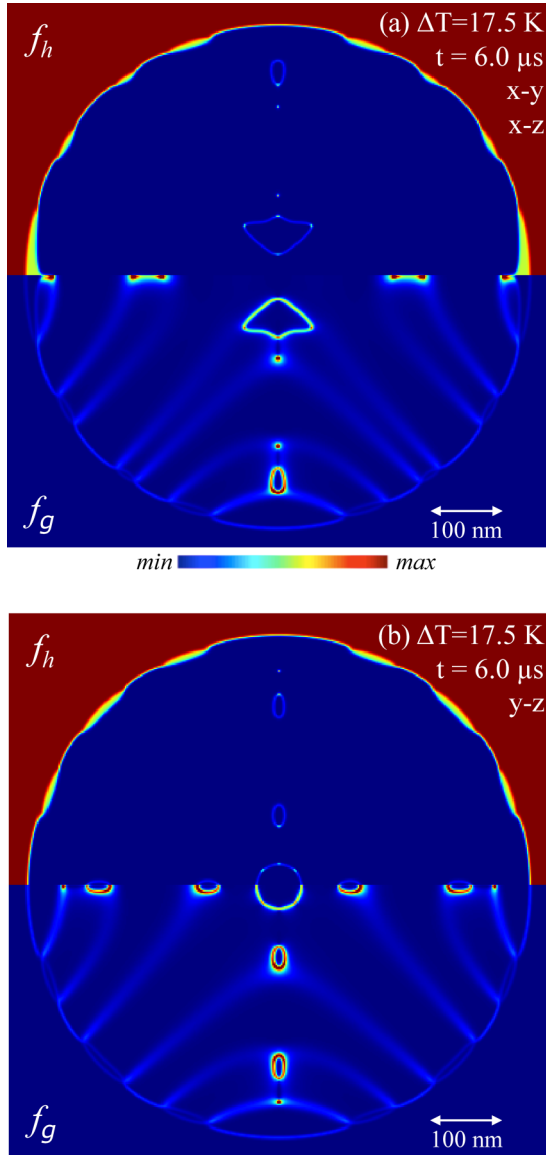 f_h
(a) ΔT=17.5 K
t = 6.0 µs
x-y
x-z
f_g
100 nm
min max
f_h
(b) ΔT=17.5 K
t = 6.0 µs
y-z
f_g
100 nm